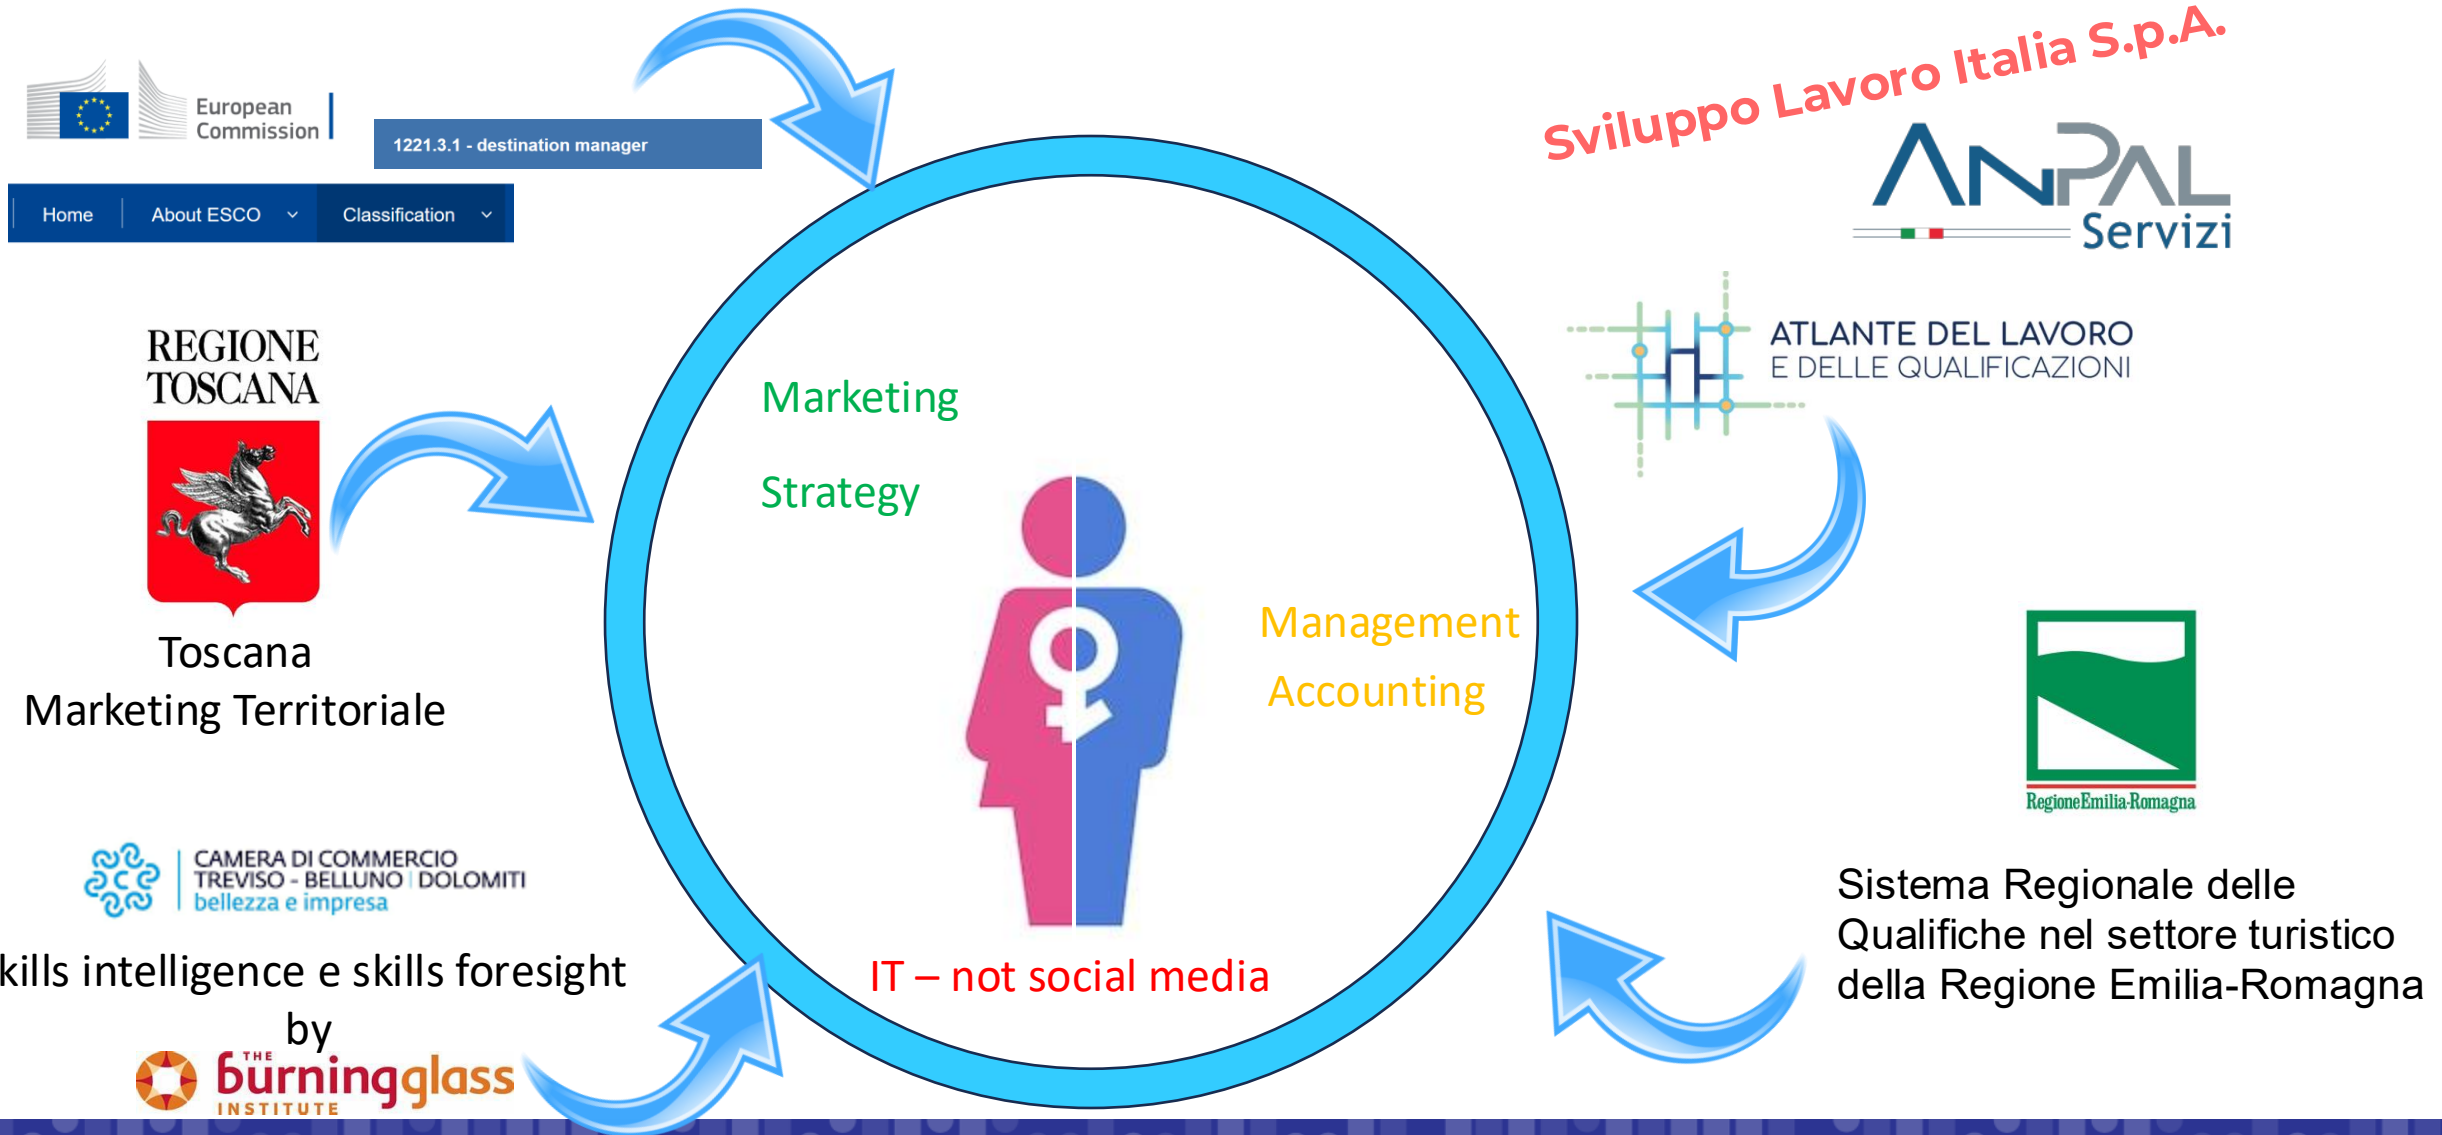 European
Commission
1221.3.1 - destination manager
Home
About ESCO
Classification
REGIONE
TOSCANA
Toscana
Marketing Territoriale
CAMERA DI COMMERCIO
TREVISO - BELLUNO | DOLOMITI
bellezza e impresa
kills intelligence e skills foresight
by
THE
burningglass
INSTITUTE
Marketing
Strategy
Management
Accounting
IT – not social media
Sviluppo Lavoro Italia S.p.A.
ANPAL
Servizi
ATLANTE DEL LAVORO
E DELLE QUALIFICAZIONI
RegioneEmilia-Romagna
Sistema Regionale delle
Qualifiche nel settore turistico
della Regione Emilia-Romagna